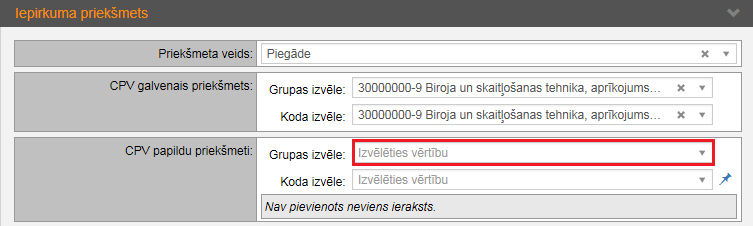 Iepirkuma priekšmets
Priekšmeta veids: Piegāde
CPV galvenais priekšmets: Grupas izvēle: 30000000-9 Biroja un skaitļošanas tehnika, aprīkojums...
Koda izvēle: 30000000-9 Biroja un skaitļošanas tehnika, aprīkojums...
CPV papildu priekšmeti: Grupas izvēle: Izvēlēties vērtību
Koda izvēle: Izvēlēties vērtību
Nav pievienots neviens ieraksts.